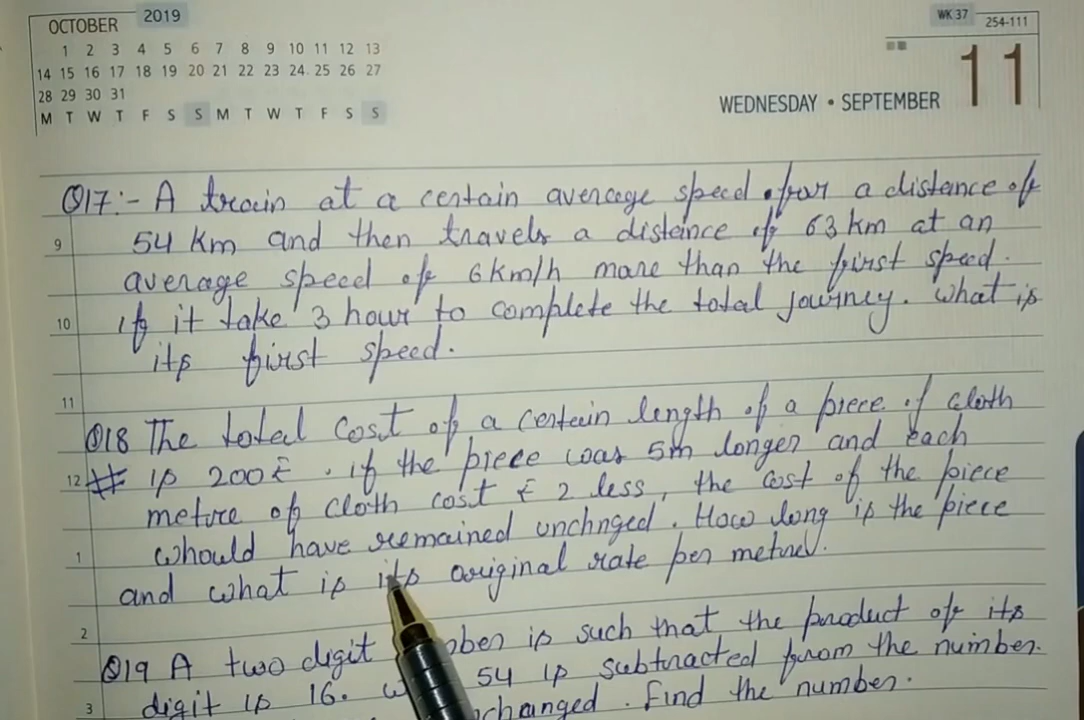 OCTOBER 2019
1 2 3 4 5 6 7 8 9 10 11 12 13
14 15 16 17 18 19 20 21 22 23 24 25 26 27
28 29 30 31
M T W T F S S M T W T F S S
WK 37
254-111
WEDNESDAY • SEPTEMBER 11
Q17:- A train at a certain average speed for a distance of
9 54 km and then travels a distance of 63 km at an
average speed of 6 km/h more than the first speed.
10 if it take 3 hour to complete the total journey. What is
its first speed.
11
Q18 The total cost of a certain length of a piece of cloth
12 # is 200₹. if the piece was 5m longer and each
metre of cloth cost ₹ 2 less, the cost of the piece
1 whould have remained unchnged. How long is the piece
and what is its original rate per metre.
2
Q19 A two digit number is such that the product of its
3 digit is 16. 54 is subtracted from the number.
changed. Find the number.